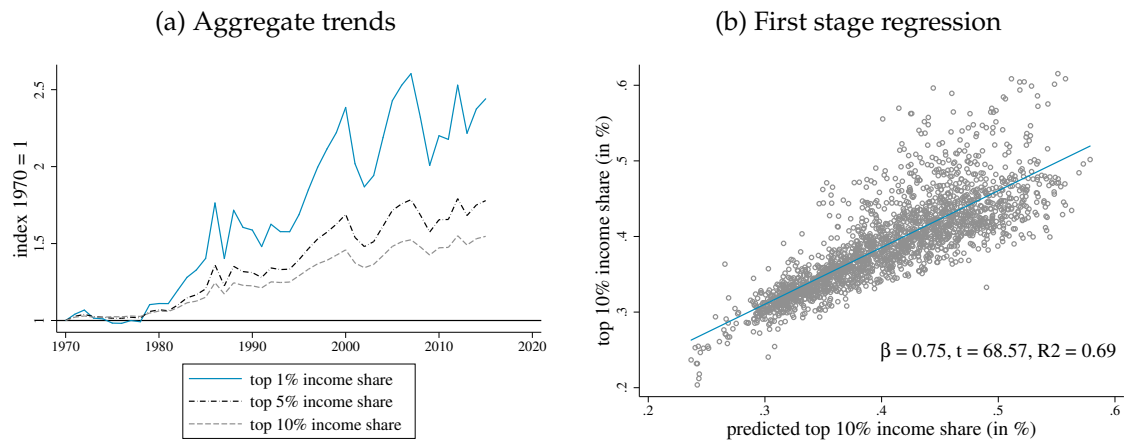 (a) Aggregate trends
index 1970 = 1
2.5
2
1.5
1
1970 1980 1990 2000 2010 2020
top 1% income share
top 5% income share
top 10% income share
(b) First stage regression
top 10% income share (in %)
.6
.5
.4
.3
.2
β = 0.75, t = 68.57, R2 = 0.69
.2 .3 .4 .5 .6
predicted top 10% income share (in %)